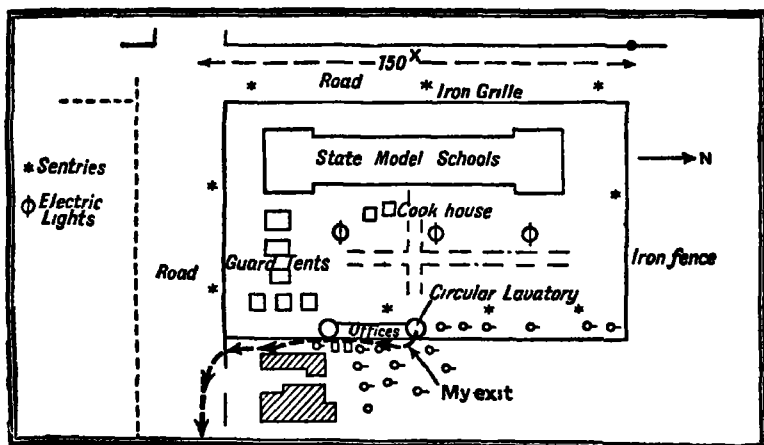 150ˣ
Road
Iron Grille
* Sentries
State Model Schools
N
Electric
Lights
Cook house
Road
Guard Tents
Iron fence
Circular Lavatory
Offices
My exit